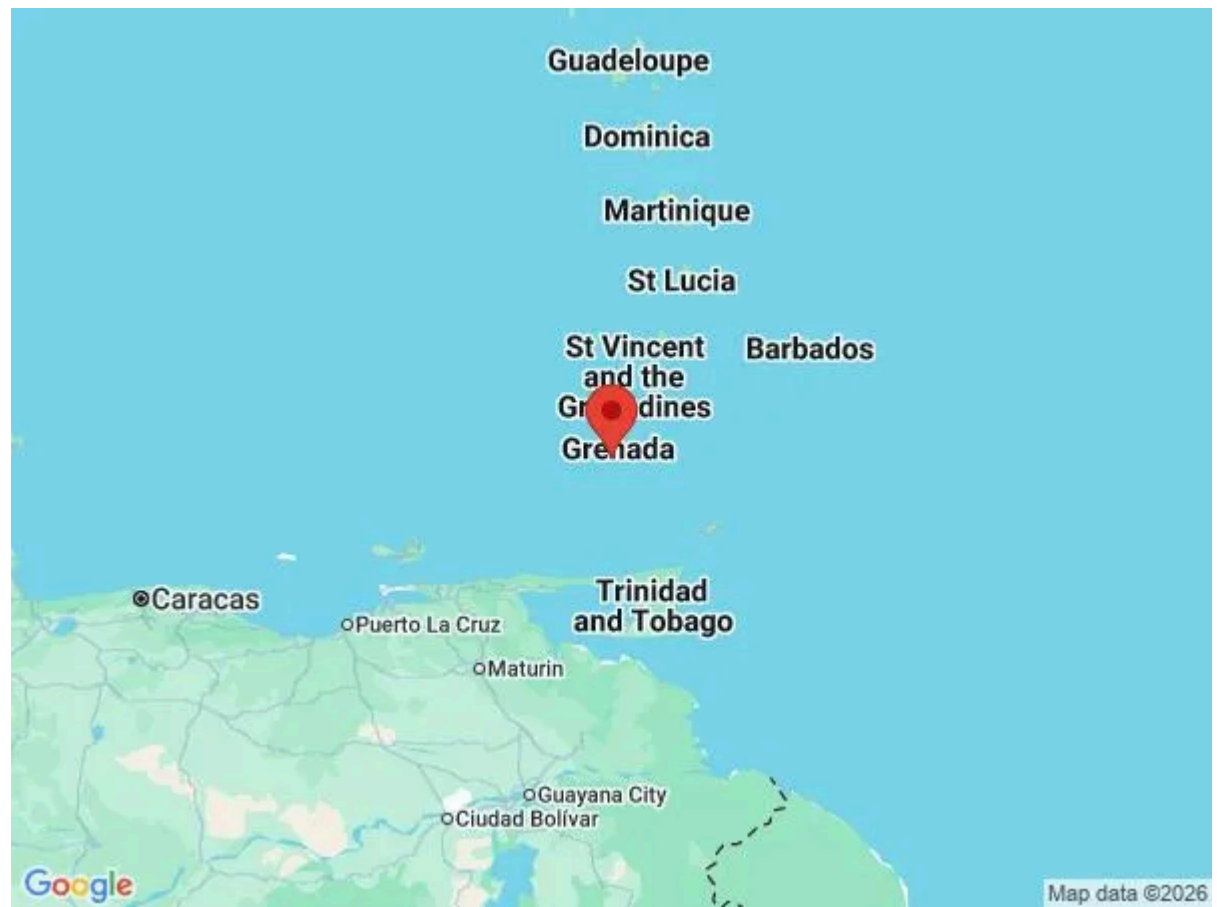 Guadeloupe
Dominica
Martinique
St Lucia
St Vincent
and the
Grenadines
Barbados
Grenada
Caracas
Trinidad
and Tobago
Puerto La Cruz
Maturin
Guayana City
Ciudad Bolívar
Google
Map data ©2026